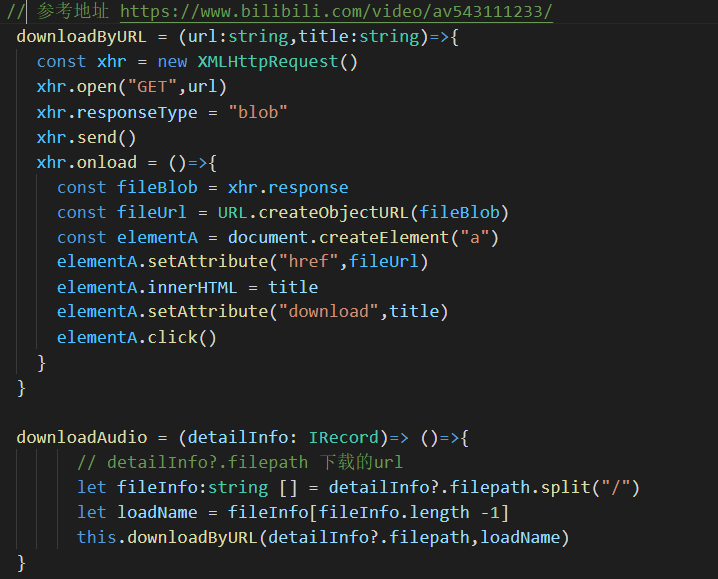 // 参考地址 https://www.bilibili.com/video/av543111233/
downloadByURL = (url:string,title:string)=>{
const xhr = new XMLHttpRequest()
xhr.open("GET",url)
xhr.responseType = "blob"
xhr.send()
xhr.onload = ()=>{
const fileBlob = xhr.response
const fileUrl = URL.createObjectURL(fileBlob)
const elementA = document.createElement("a")
elementA.setAttribute("href",fileUrl)
elementA.innerHTML = title
elementA.setAttribute("download",title)
elementA.click()
}
}
downloadAudio = (detailInfo: IRecord)=> ()=>{
// detailInfo?.filepath 下载的url
let fileInfo:string [] = detailInfo?.filepath.split("/")
let loadName = fileInfo[fileInfo.length -1]
this.downloadByURL(detailInfo?.filepath,loadName)
}